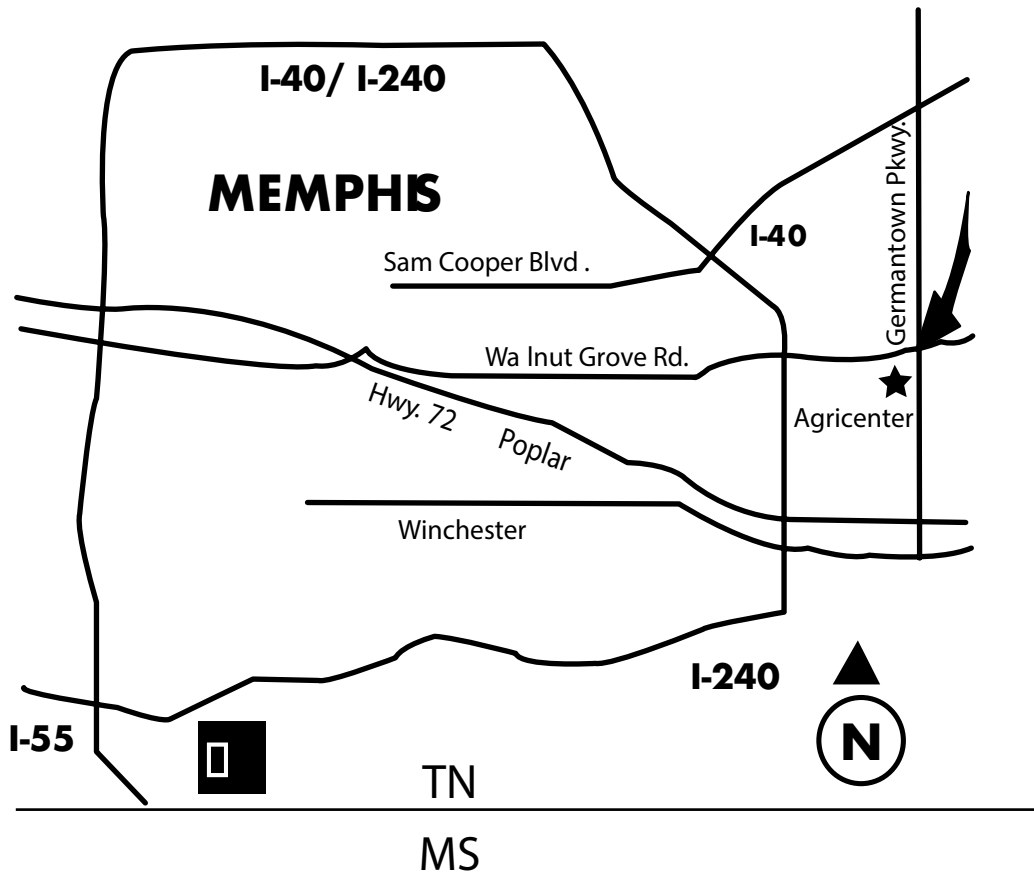 I-40/ I-240
MEMPHIS
Germantown Pkwy.
I-40
Sam Cooper Blvd .
Wa lnut Grove Rd.
Hwy. 72
Poplar
Agricenter
Winchester
I-240
I-55
N
TN
MS